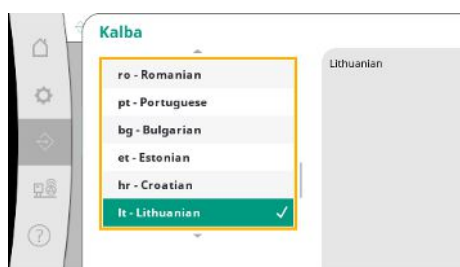 Kalba
ro - Romanian
pt - Portuguese
bg - Bulgarian
et - Estonian
hr - Croatian
lt - Lithuanian
Lithuanian